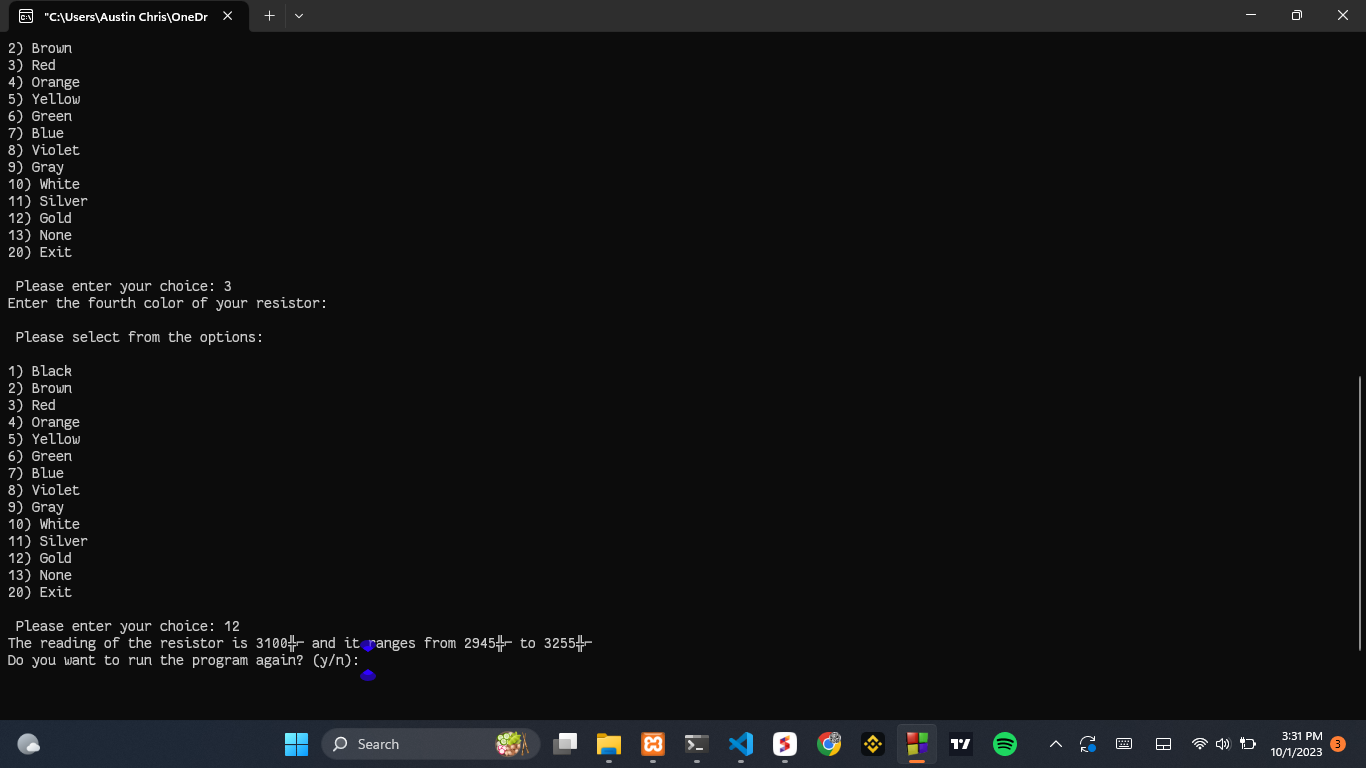 "C:\Users\Austin Chris\OneDr
2) Brown
3) Red
4) Orange
5) Yellow
6) Green
7) Blue
8) Violet
9) Gray
10) White
11) Silver
12) Gold
13) None
20) Exit
Please enter your choice: 3
Enter the fourth color of your resistor:
Please select from the options:
1) Black
2) Brown
3) Red
4) Orange
5) Yellow
6) Green
7) Blue
8) Violet
9) Gray
10) White
11) Silver
12) Gold
13) None
20) Exit
Please enter your choice: 12
The reading of the resistor is 3100╬⌐ and it ranges from 2945╬⌐ to 3255╬⌐
Do you want to run the program again? (y/n):
Search
3:31 PM
10/1/2023
3